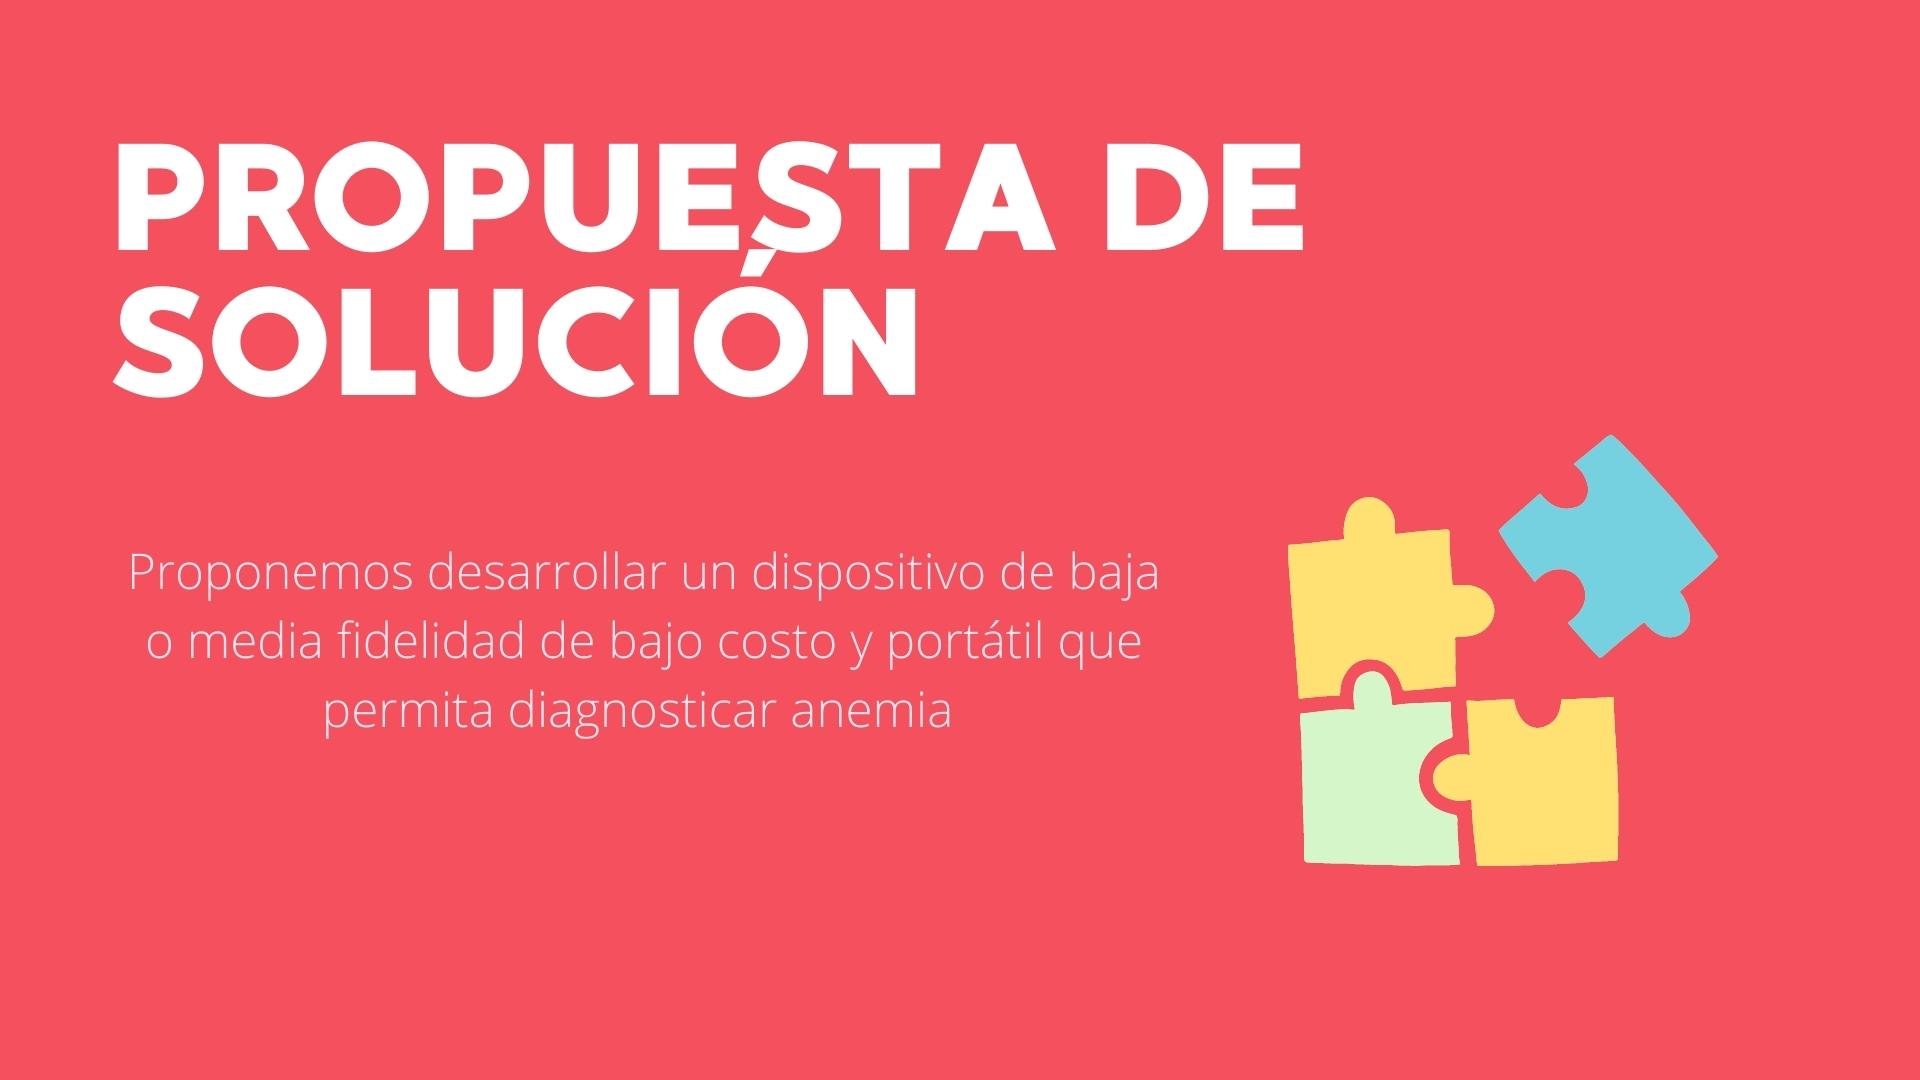 PROPUESTA DE
SOLUCIÓN
Proponemos desarrollar un dispositivo de baja
o media fidelidad de bajo costo y portátil que
permita diagnosticar anemia